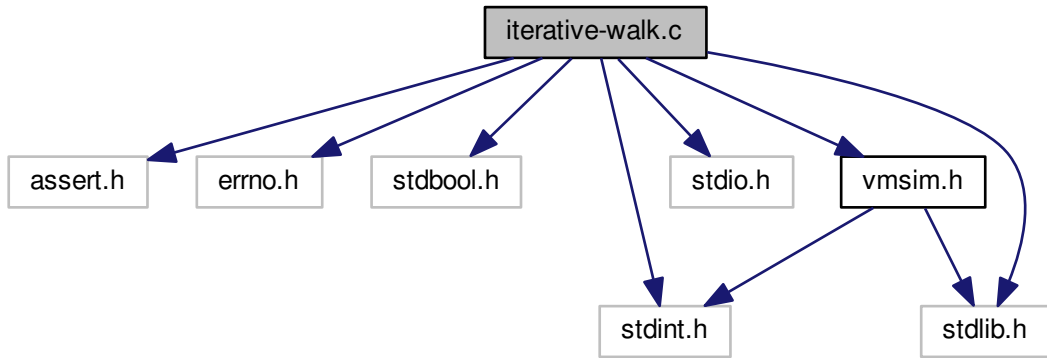 iterative-walk.c
assert.h
errno.h
stdbool.h
stdio.h
vmsim.h
stdint.h
stdlib.h